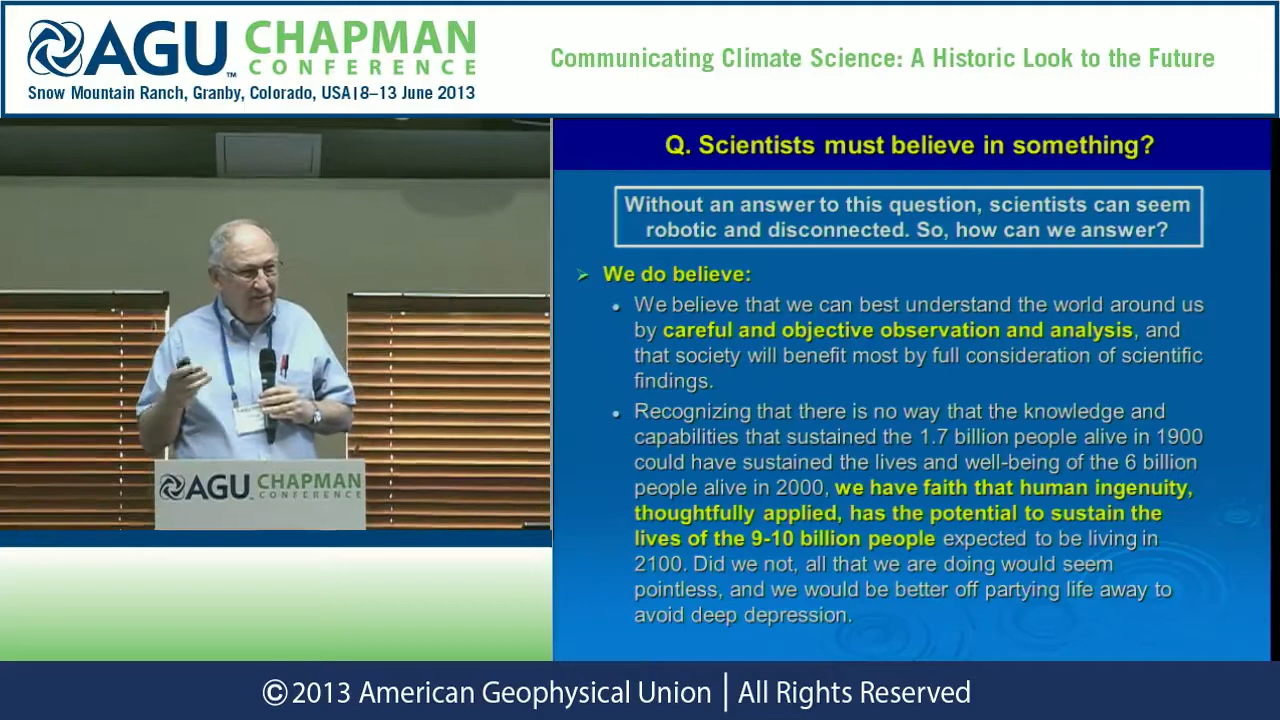 AGU CHAPMAN
CONFERENCE
Snow Mountain Ranch, Granby, Colorado, USA|8–13 June 2013
Communicating Climate Science: A Historic Look to the Future
AGU CHAPMAN
CONFERENCE
Q. Scientists must believe in something?
Without an answer to this question, scientists can seem
robotic and disconnected. So, how can we answer?
➢ We do believe:
• We believe that we can best understand the world around us
by careful and objective observation and analysis, and
that society will benefit most by full consideration of scientific
findings.
• Recognizing that there is no way that the knowledge and
capabilities that sustained the 1.7 billion people alive in 1900
could have sustained the lives and well-being of the 6 billion
people alive in 2000, we have faith that human ingenuity,
thoughtfully applied, has the potential to sustain the
lives of the 9-10 billion people expected to be living in
2100. Did we not, all that we are doing would seem
pointless, and we would be better off partying life away to
avoid deep depression.
©2013 American Geophysical Union | All Rights Reserved